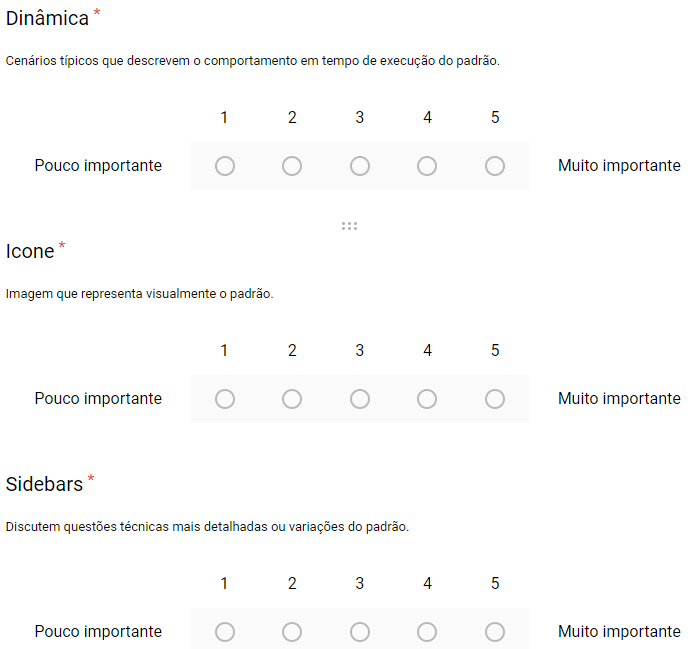 Dinâmica *
Cenários típicos que descrevem o comportamento em tempo de execução do padrão.
1 2 3 4 5
Pouco importante Muito importante
Icone *
Imagem que representa visualmente o padrão.
1 2 3 4 5
Pouco importante Muito importante
Sidebars *
Discutem questões técnicas mais detalhadas ou variações do padrão.
1 2 3 4 5
Pouco importante Muito importante